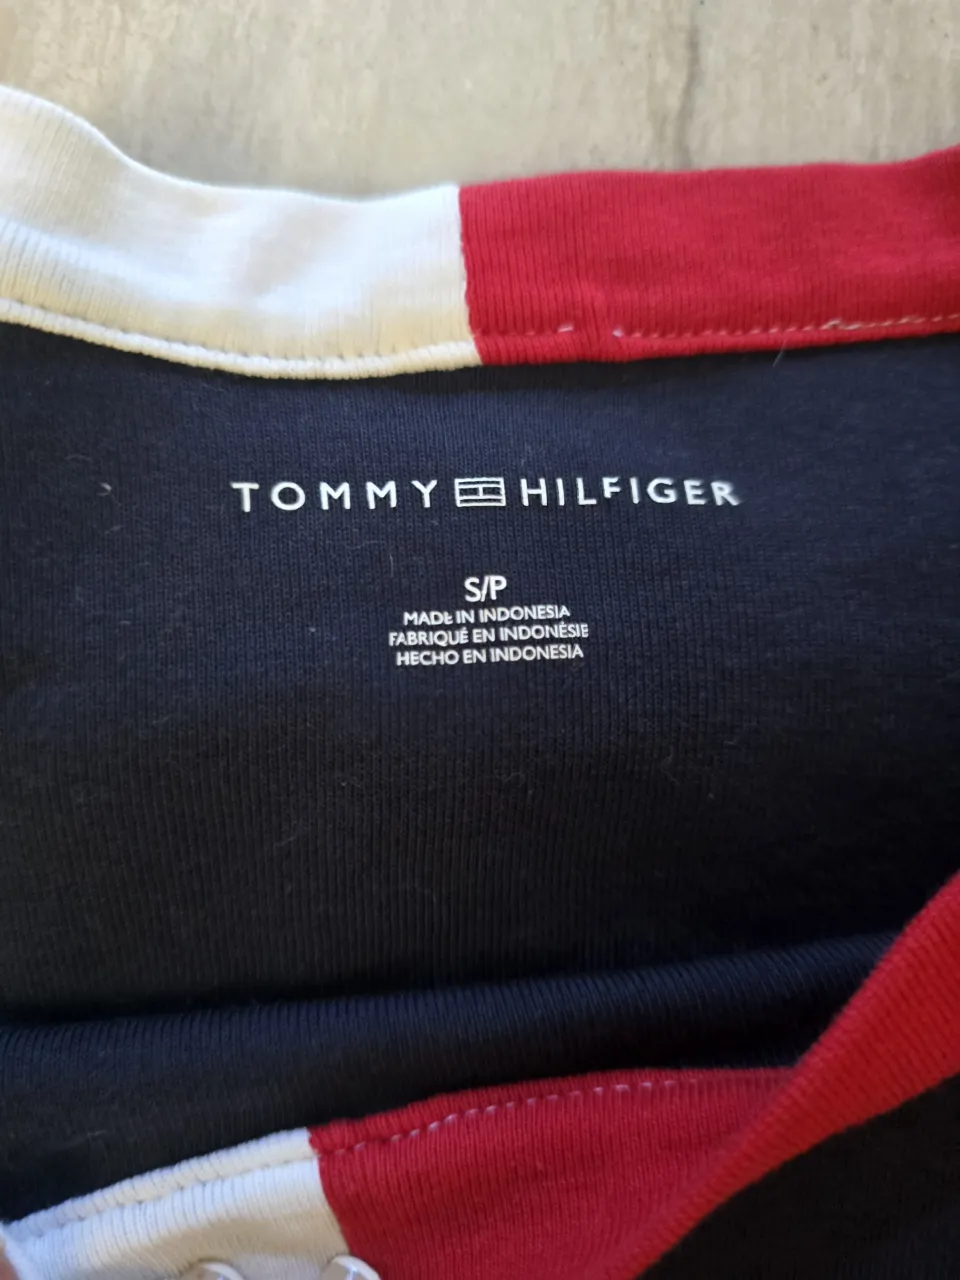 TOMMY HILFIGER
S/P
MADE IN INDONESIA
FABRIQUÉ EN INDONÉSIE
HECHO EN INDONESIA